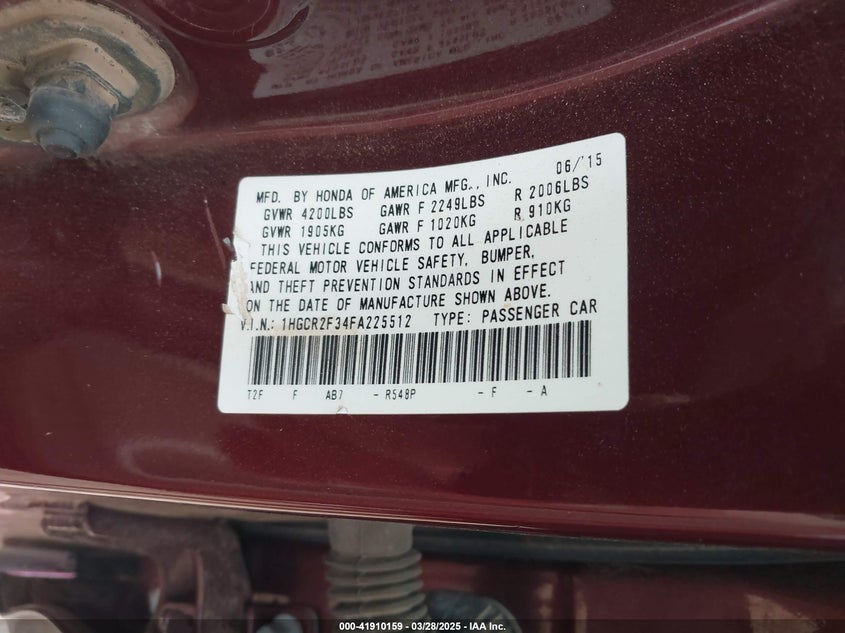 06/'15
MFD. BY HONDA OF AMERICA MFG., INC.
GVWR 4200LBS GAWR F 2249LBS R 2006LBS
GVWR 1905KG GAWR F 1020KG R 910KG
THIS VEHICLE CONFORMS TO ALL APPLICABLE
FEDERAL MOTOR VEHICLE SAFETY, BUMPER,
AND THEFT PREVENTION STANDARDS IN EFFECT
ON THE DATE OF MANUFACTURE SHOWN ABOVE.
V.I.N.: 1HGCR2F34FA225512 TYPE: PASSENGER CAR
T2F F AB7 - R548P - F - A
000-41910159 - 03/28/2025 - IAA Inc.